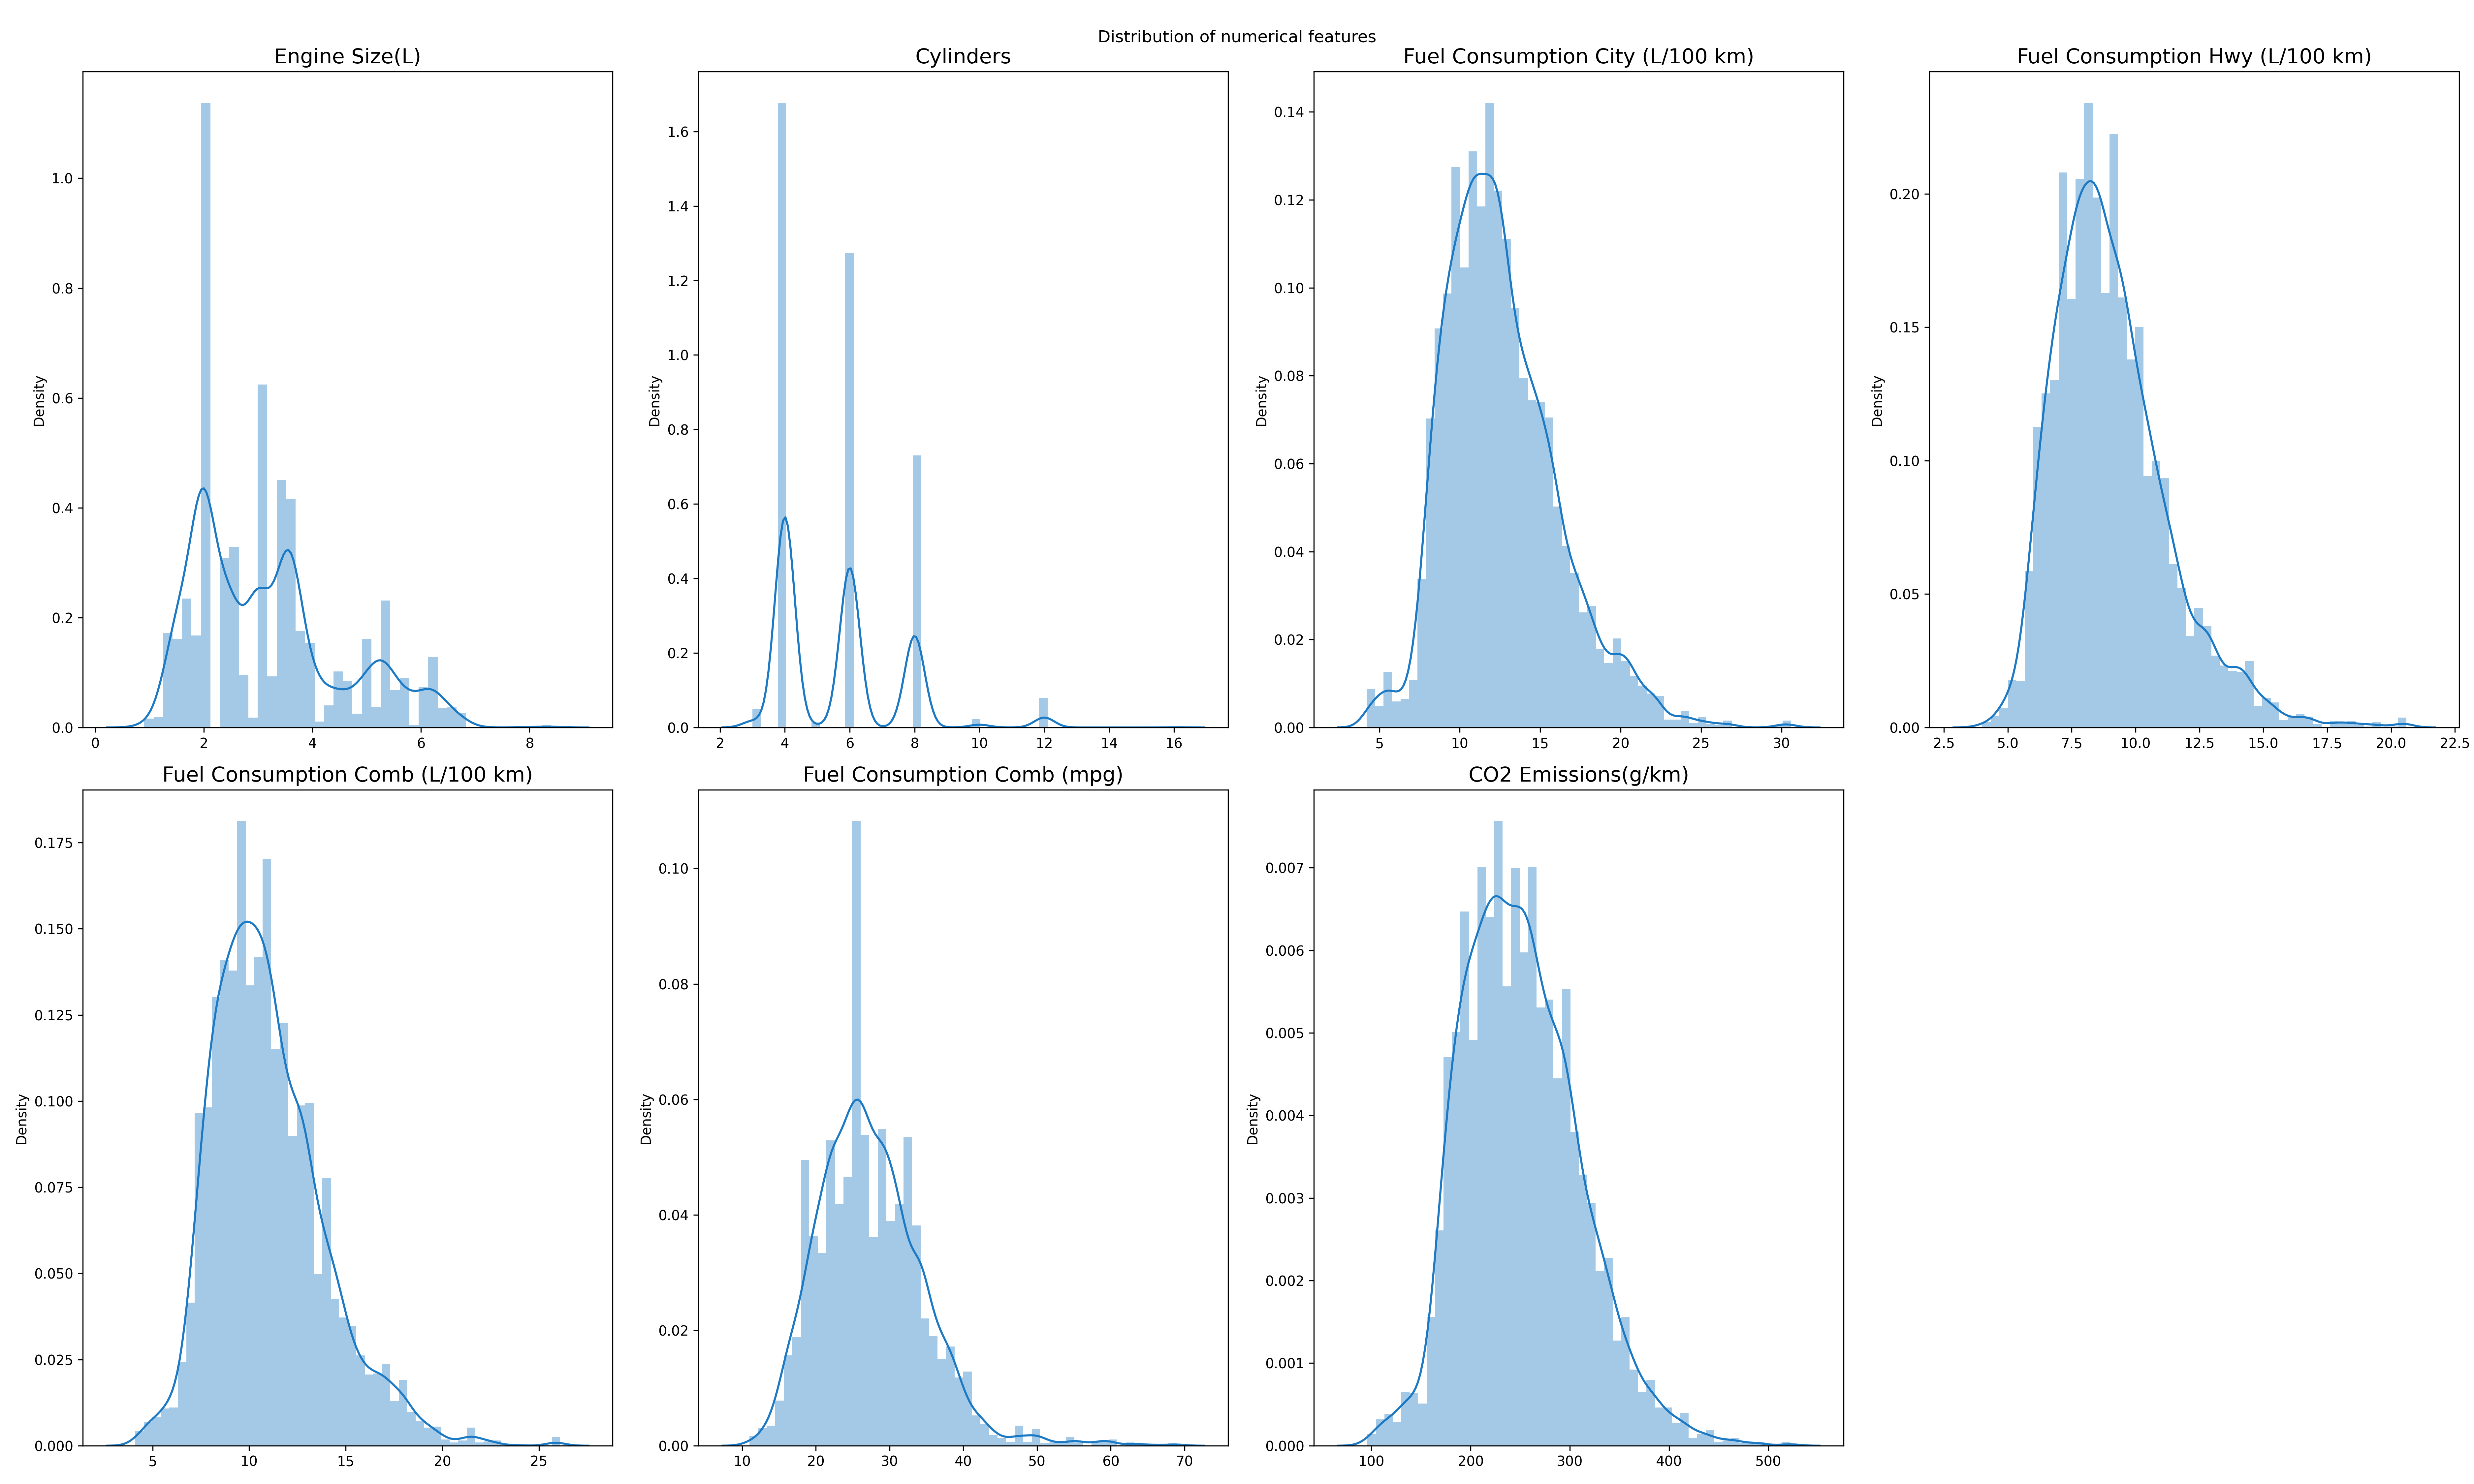 Distribution of numerical features
Engine Size(L)
Density
1.0
0.8
0.6
0.4
0.2
0.0
0 2 4 6 8
Cylinders
Density
1.6
1.4
1.2
1.0
0.8
0.6
0.4
0.2
0.0
2 4 6 8 10 12 14 16
Fuel Consumption City (L/100 km)
Density
0.14
0.12
0.10
0.08
0.06
0.04
0.02
0.00
5 10 15 20 25 30
Fuel Consumption Hwy (L/100 km)
Density
0.20
0.15
0.10
0.05
0.00
2.5 5.0 7.5 10.0 12.5 15.0 17.5 20.0 22.5
Fuel Consumption Comb (L/100 km)
Density
0.175
0.150
0.125
0.100
0.075
0.050
0.025
0.000
5 10 15 20 25
Fuel Consumption Comb (mpg)
Density
0.10
0.08
0.06
0.04
0.02
0.00
10 20 30 40 50 60 70
CO2 Emissions(g/km)
Density
0.007
0.006
0.005
0.004
0.003
0.002
0.001
0.000
100 200 300 400 500